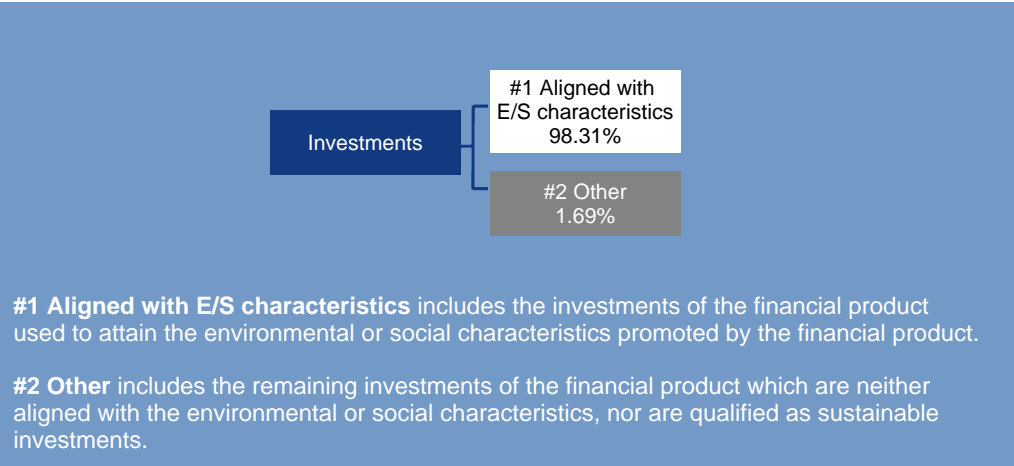 #1 Aligned with
E/S characteristics
98.31%
Investments
#2 Other
1.69%
#1 Aligned with E/S characteristics includes the investments of the financial product
used to attain the environmental or social characteristics promoted by the financial product.
#2 Other includes the remaining investments of the financial product which are neither
aligned with the environmental or social characteristics, nor are qualified as sustainable
investments.